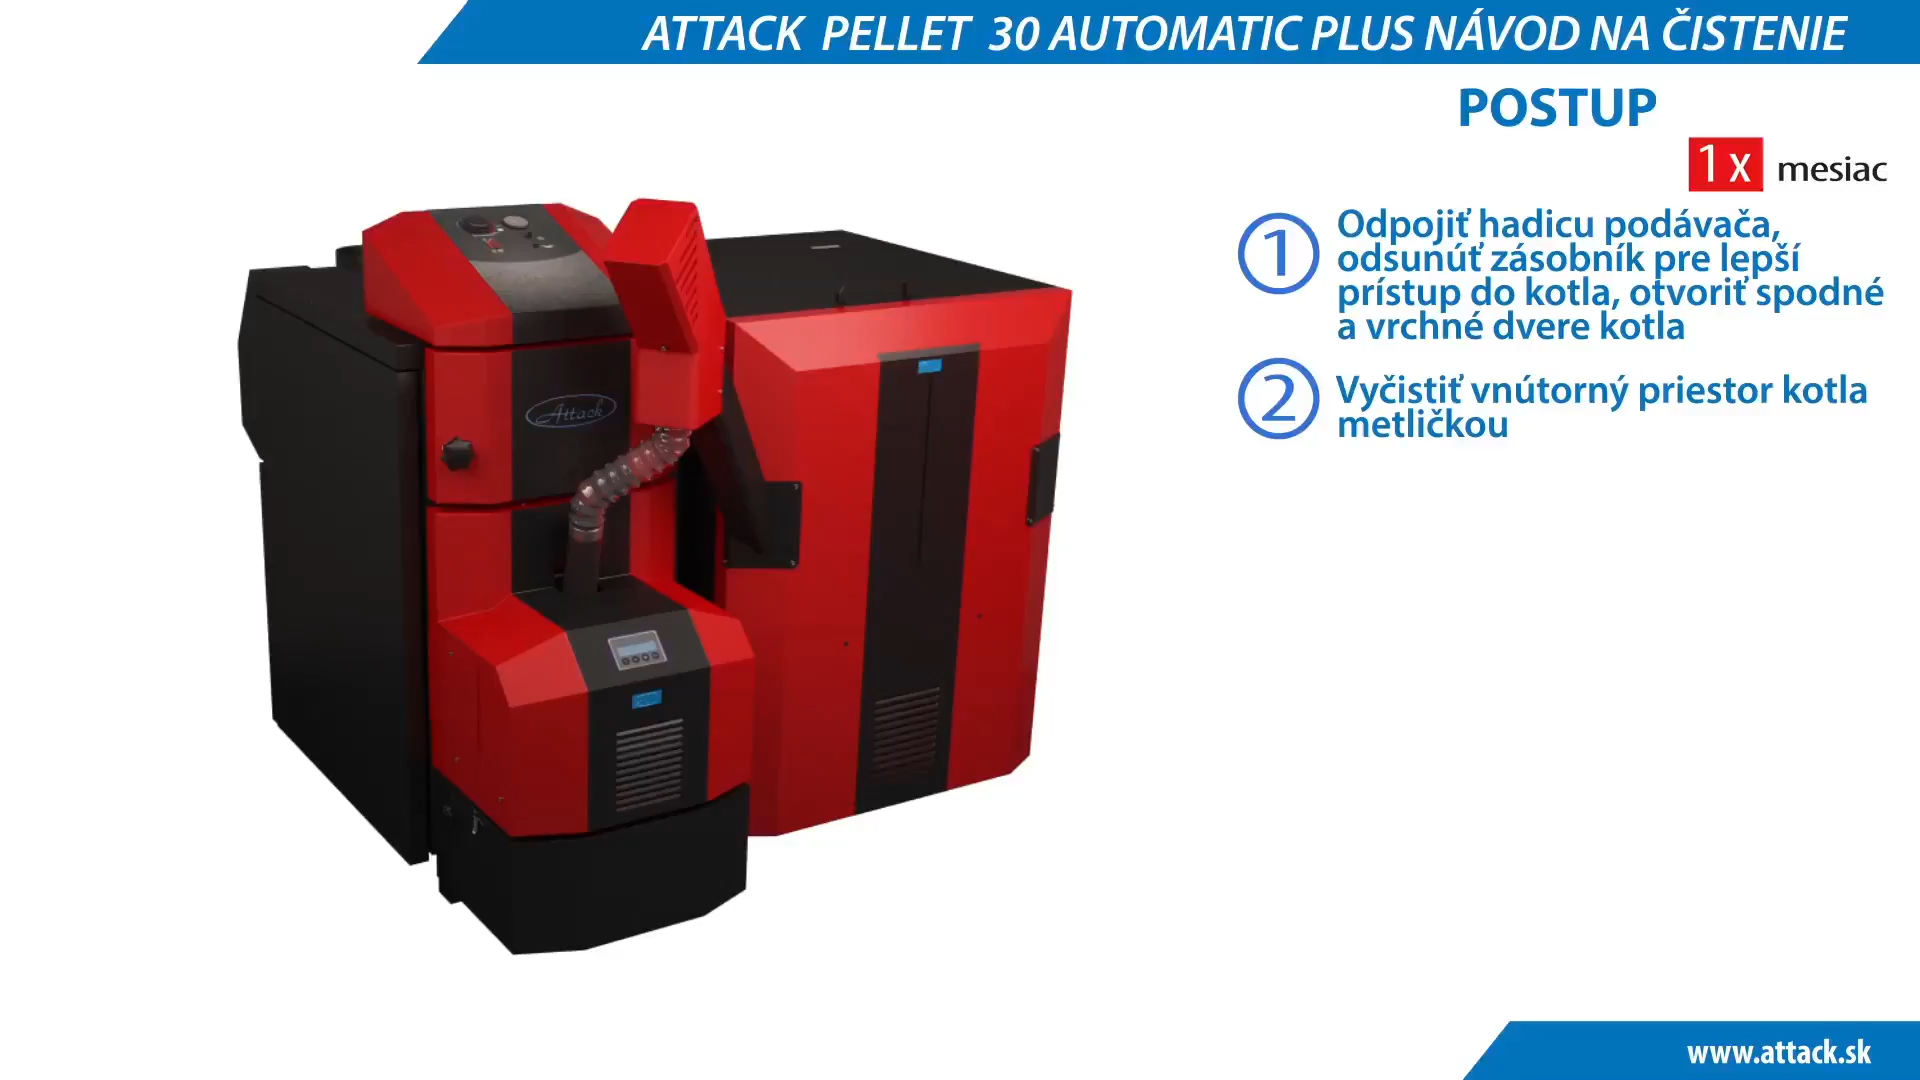 ATTACK PELLET 30 AUTOMATIC PLUS NÁVOD NA ČISTENIE
POSTUP
1 x mesiac
1 Odpojiť hadicu podávača,
odsunúť zásobník pre lepší
prístup do kotla, otvoriť spodné
a vrchné dvere kotla
2 Vyčistiť vnútorný priestor kotla
metličkou
Attack
www.attack.sk